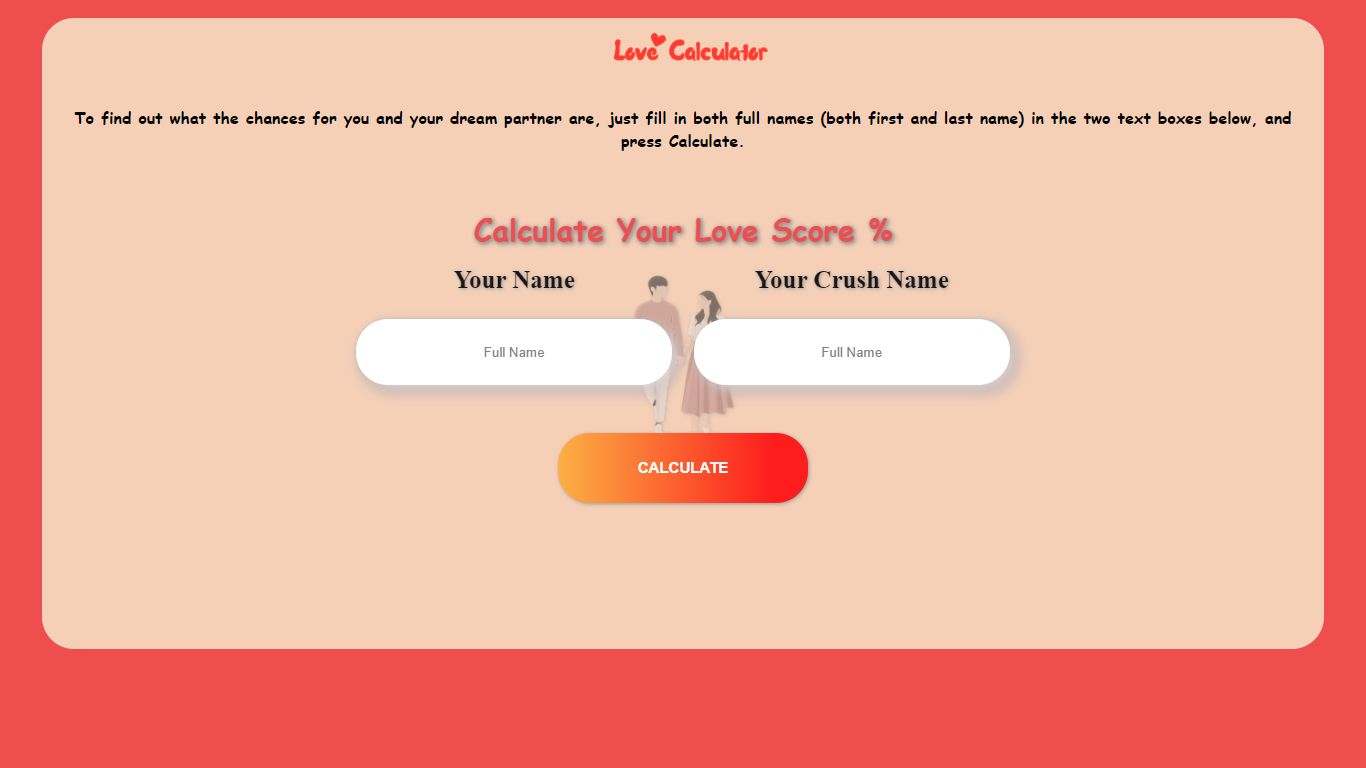 Love Calculator
To find out what the chances for you and your dream partner are, just fill in both full names (both first and last name) in the two text boxes below, and
press Calculate.
Calculate Your Love Score %
Your Name
Your Crush Name
Full Name
Full Name
CALCULATE